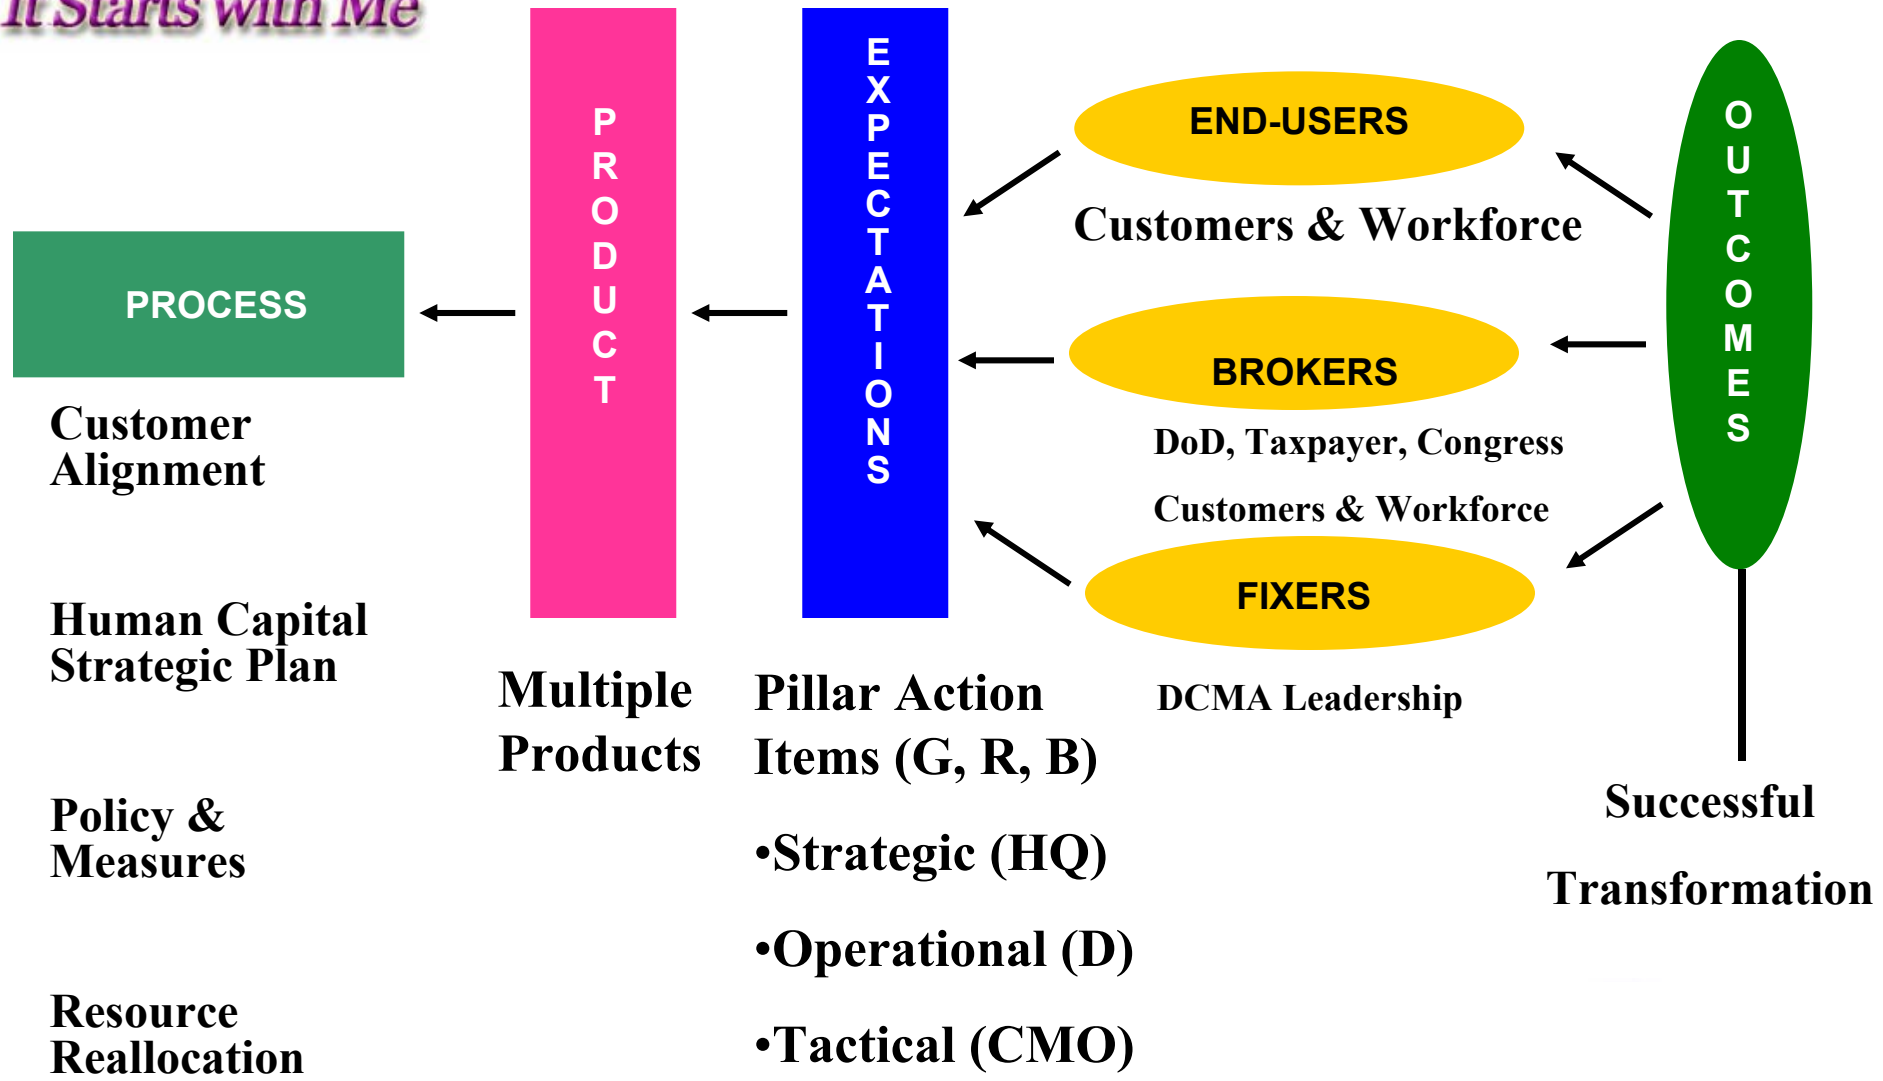 It Starts with Me
PROCESS
Customer
Alignment
Human Capital
Strategic Plan
Policy &
Measures
Resource
Reallocation
PRODUCT
Multiple
Products
EXPECTATIONS
Pillar Action
Items (G, R, B)
•Strategic (HQ)
•Operational (D)
•Tactical (CMO)
END-USERS
Customers & Workforce
BROKERS
DoD, Taxpayer, Congress
Customers & Workforce
FIXERS
DCMA Leadership
OUTCOMES
Successful
Transformation